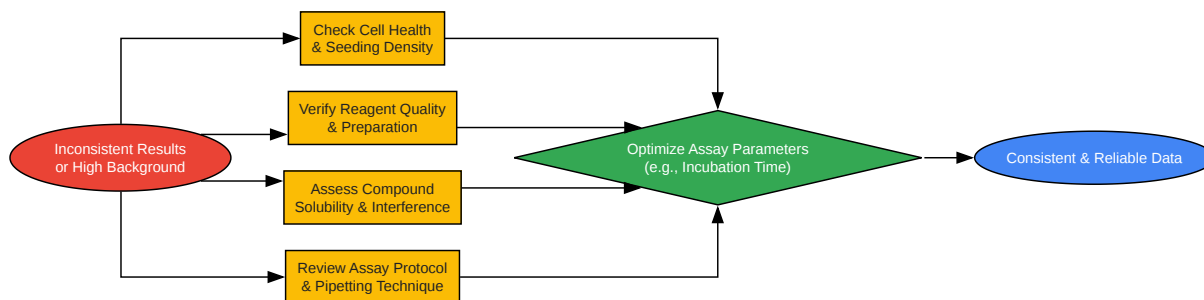 Check Cell Health
& Seeding Density
Verify Reagent Quality
& Preparation
Inconsistent Results
or High Background
Optimize Assay Parameters
(e.g., Incubation Time)
Consistent & Reliable Data
Assess Compound
Solubility & Interference
Review Assay Protocol
& Pipetting Technique